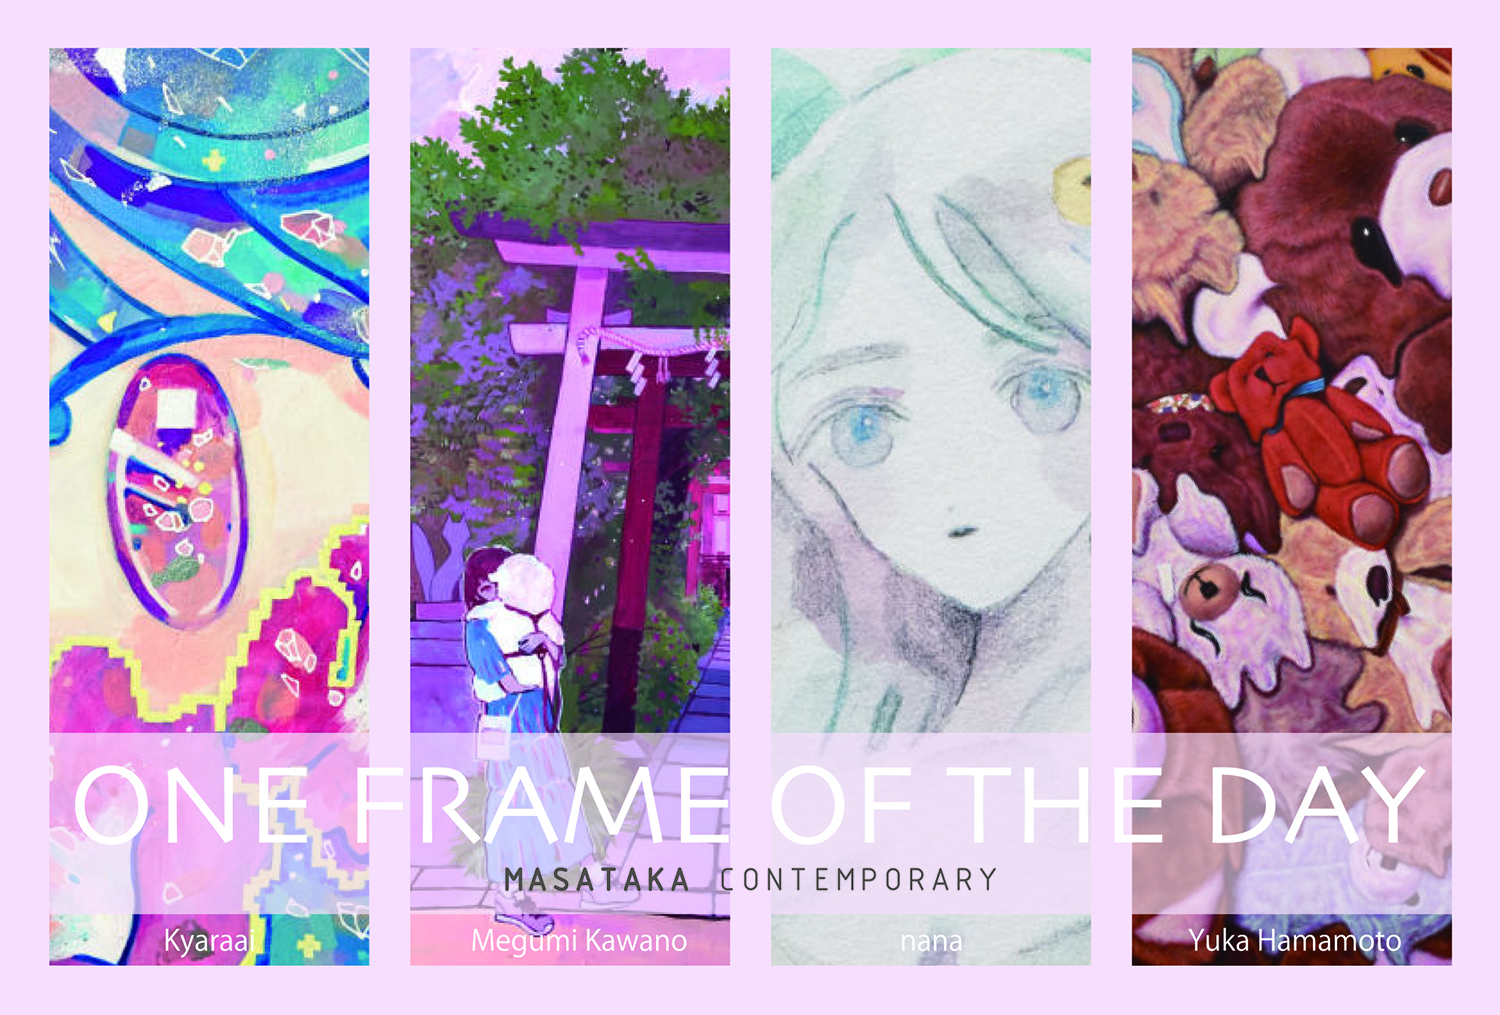 ONE FRAME OF THE DAY
MASATAKA CONTEMPORARY
Kyaraai
Megumi Kawano
nana
Yuka Hamamoto